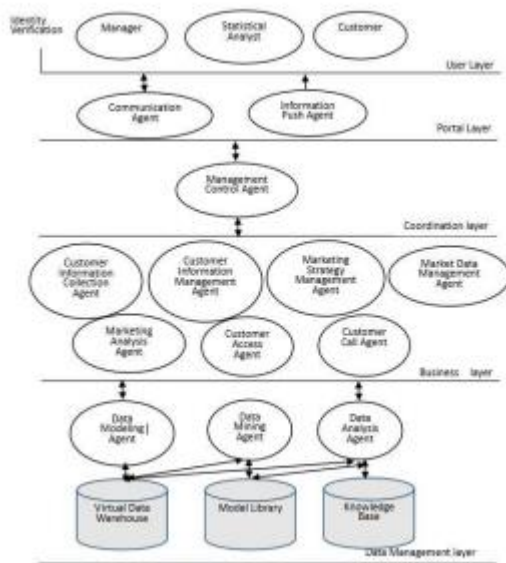 Identity
Verification
Manager
Statistical
Analyst
Customer
User Layer
Communication
Agent
Information
Push Agent
Portal Layer
Management
Control Agent
Coordination layer
Customer
Information
Collection
Agent
Customer
Information
Management
Agent
Marketing
Strategy
Management
Agent
Market Data
Management
Agent
Marketing
Analysis
Agent
Customer
Access
Agent
Customer
Call Agent
Business layer
Data
Modeling|
Agent
Data
Mining
Agent
Data
Analysis
Agent
Virtual Data
Warehouse
Model Library
Knowledge
Base
Data Management layer